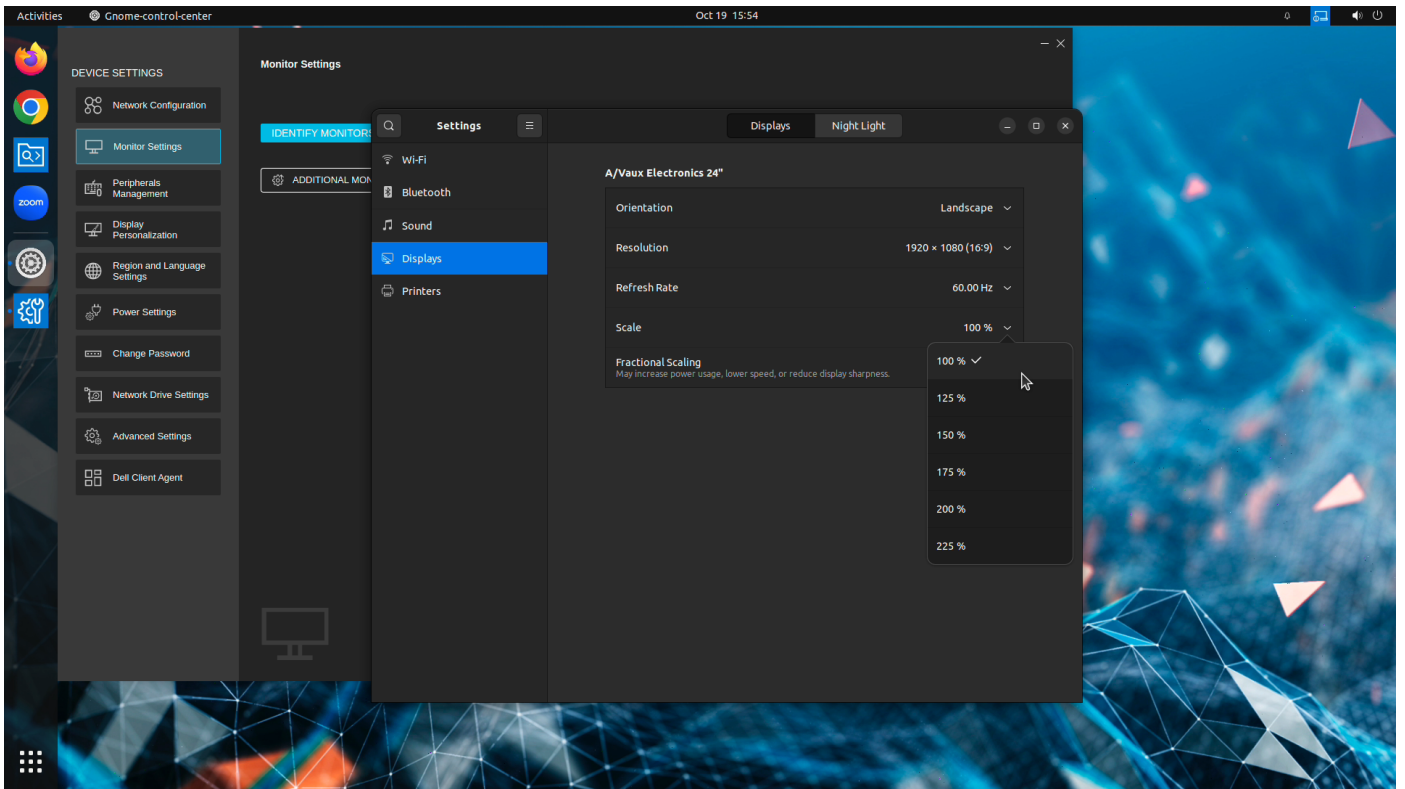 Activities Gnome-control-center Oct 19 15:54
zoom
DEVICE SETTINGS
Network Configuration
Monitor Settings
Peripherals
Management
Display
Personalization
Region and Language
Settings
Power Settings
Change Password
Network Drive Settings
Advanced Settings
Dell Client Agent
Monitor Settings
IDENTIFY MONITORS
ADDITIONAL MON
Settings
Wi-Fi
Bluetooth
Sound
Displays
Printers
Displays Night Light
A/Vaux Electronics 24"
Orientation Landscape
Resolution 1920 × 1080 (16:9)
Refresh Rate 60.00 Hz
Scale 100 %
Fractional Scaling
May increase power usage, lower speed, or reduce display sharpness.
100 %
125 %
150 %
175 %
200 %
225 %